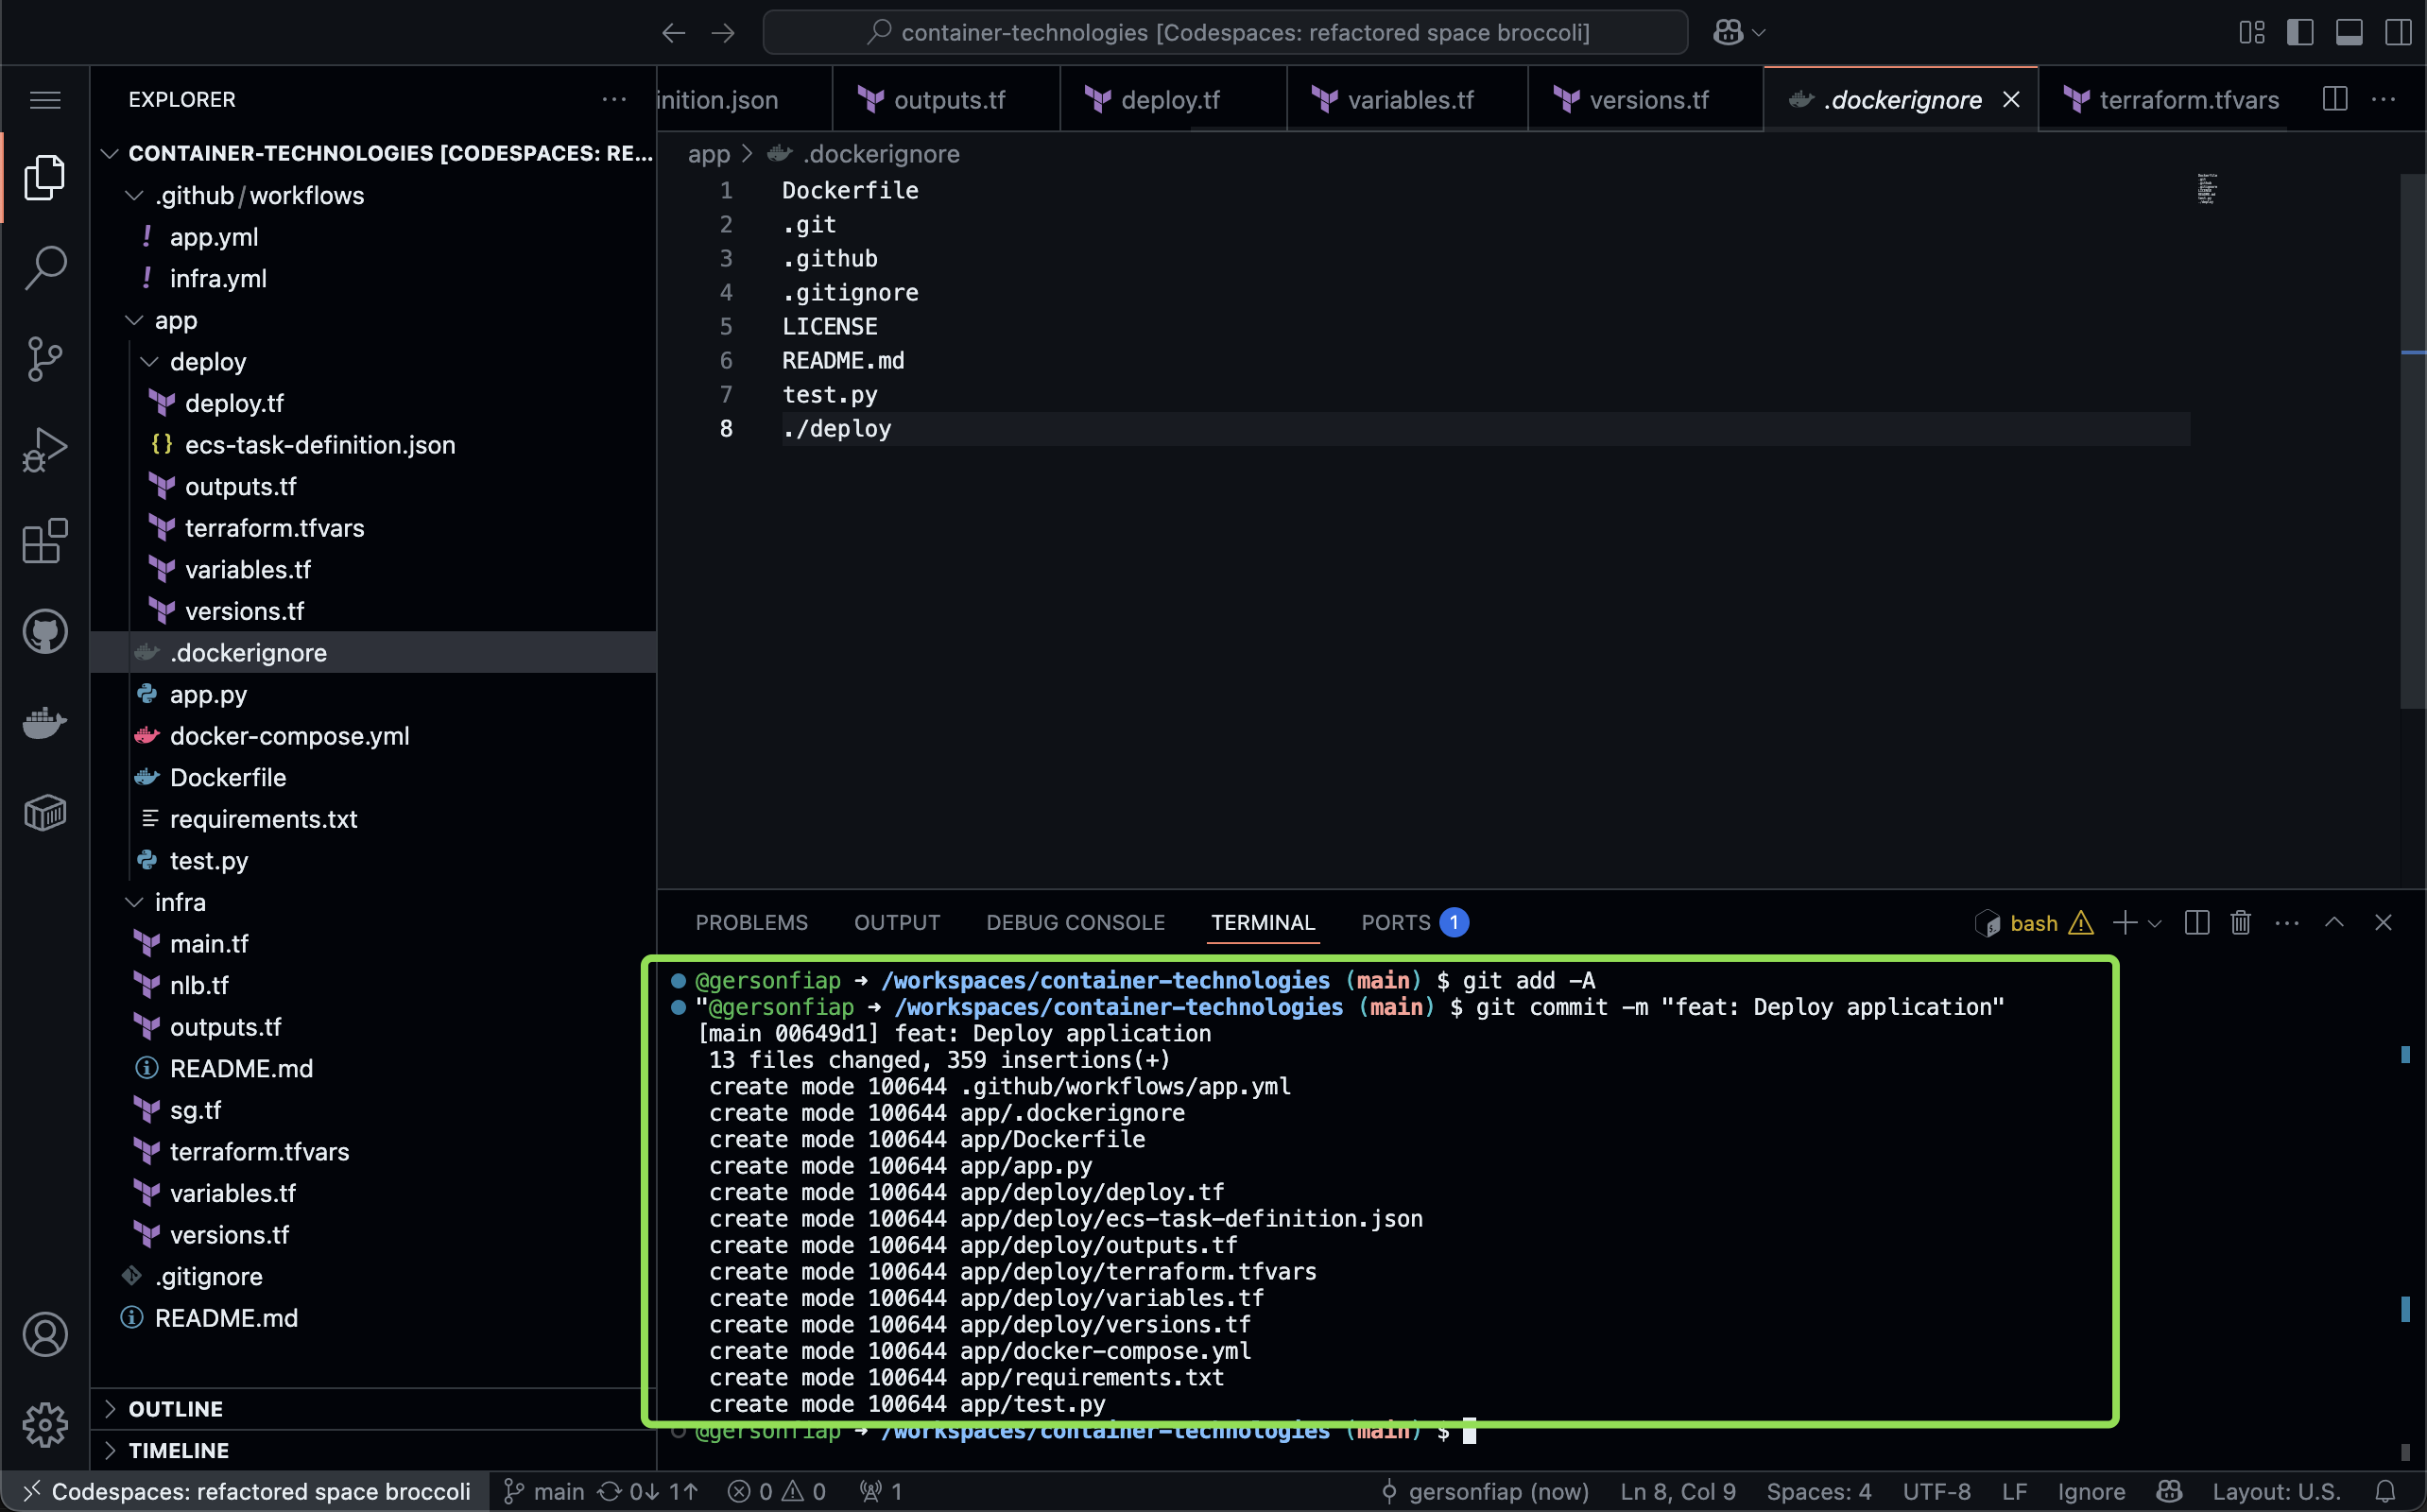 container-technologies [Codespaces: refactored space broccoli]
EXPLORER
inition.json
outputs.tf
deploy.tf
variables.tf
versions.tf
.dockerignore
terraform.tfvars
CONTAINER-TECHNOLOGIES [CODESPACES: RE...
.github/workflows
app.yml
infra.yml
app
deploy
deploy.tf
ecs-task-definition.json
outputs.tf
terraform.tfvars
variables.tf
versions.tf
.dockerignore
app.py
docker-compose.yml
Dockerfile
requirements.txt
test.py
infra
main.tf
nlb.tf
outputs.tf
README.md
sg.tf
terraform.tfvars
variables.tf
versions.tf
.gitignore
README.md
OUTLINE
TIMELINE
app > .dockerignore
1 Dockerfile
2 .git
3 .github
4 .gitignore
5 LICENSE
6 README.md
7 test.py
8 ./deploy
PROBLEMS OUTPUT DEBUG CONSOLE TERMINAL PORTS 1
bash
@gersonfiap → /workspaces/container-technologies (main) $ git add -A
"@gersonfiap → /workspaces/container-technologies (main) $ git commit -m "feat: Deploy application"
[main 00649d1] feat: Deploy application
13 files changed, 359 insertions(+)
create mode 100644 .github/workflows/app.yml
create mode 100644 app/.dockerignore
create mode 100644 app/Dockerfile
create mode 100644 app/app.py
create mode 100644 app/deploy/deploy.tf
create mode 100644 app/deploy/ecs-task-definition.json
create mode 100644 app/deploy/outputs.tf
create mode 100644 app/deploy/terraform.tfvars
create mode 100644 app/deploy/variables.tf
create mode 100644 app/deploy/versions.tf
create mode 100644 app/docker-compose.yml
create mode 100644 app/requirements.txt
create mode 100644 app/test.py
@gersonfiap → /workspaces/container-technologies (main) $
Codespaces: refactored space broccoli main 0↓ 1↑ 0 0 1 gersonfiap (now) Ln 8, Col 9 Spaces: 4 UTF-8 LF Ignore Layout: U.S.